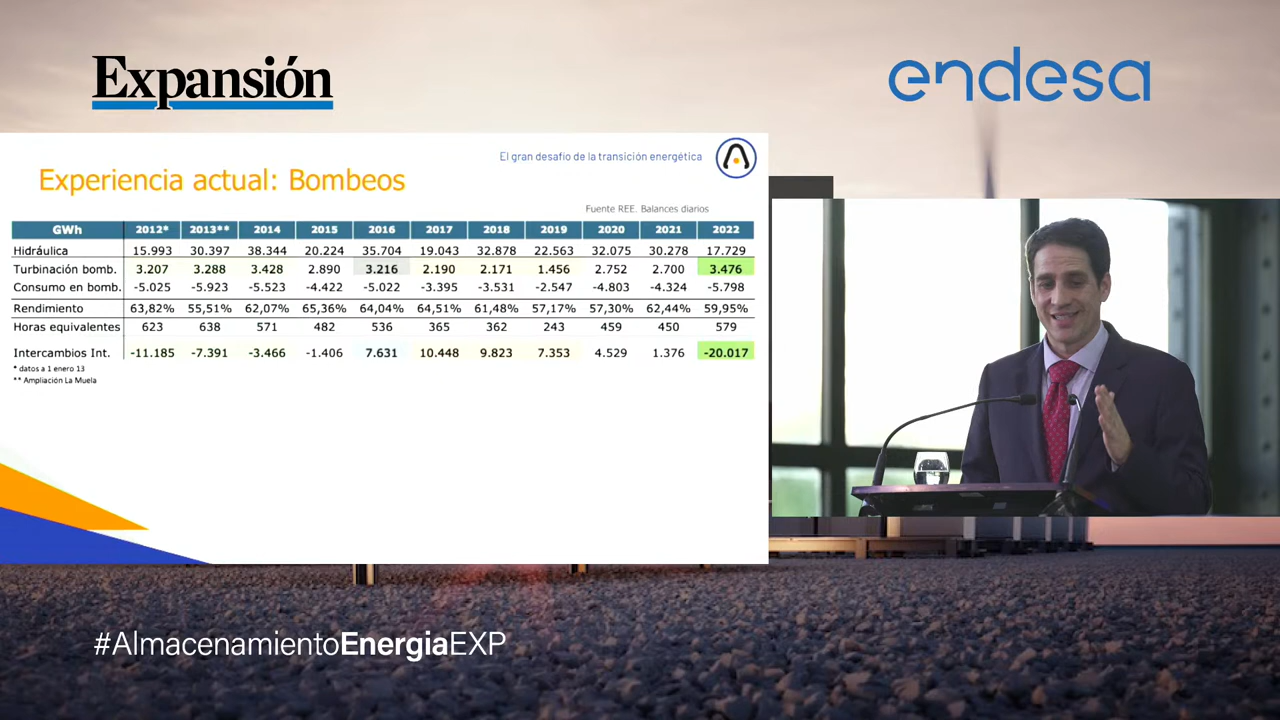 Expansión
endesa
El gran desafío de la transición energética
Experiencia actual: Bombeos
Fuente REE. Balances diarios
GWh 2012* 2013** 2014 2015 2016 2017 2018 2019 2020 2021 2022
Hidráulica 15.993 30.397 38.344 20.224 35.704 19.043 32.878 22.563 32.075 30.278 17.729
Turbinación bomb. 3.207 3.288 3.428 2.890 3.216 2.190 2.171 1.456 2.752 2.700 3.476
Consumo en bomb. -5.025 -5.923 -5.523 -4.422 -5.022 -3.395 -3.531 -2.547 -4.803 -4.324 -5.798
Rendimiento 63,82% 55,51% 62,07% 65,36% 64,04% 64,51% 61,48% 57,17% 57,30% 62,44% 59,95%
Horas equivalentes 623 638 571 482 536 365 362 243 459 450 579
Intercambios Int. -11.185 -7.391 -3.466 -1.406 7.631 10.448 9.823 7.353 4.529 1.376 -20.017
* datos a 1 enero 13
** Ampliación La Muela
#AlmacenamientoEnergiaEXP